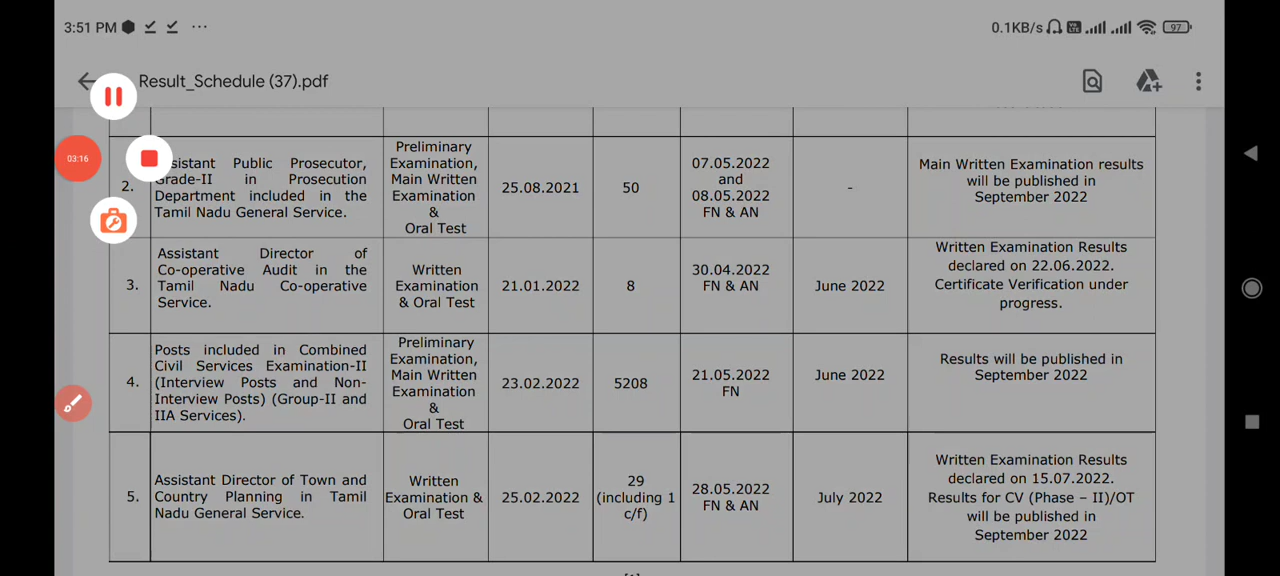 3:51 PM
0.1KB/s
97
Result_Schedule (37).pdf
03:16
2.
sistant Public Prosecutor,
Grade-II in Prosecution
Department included in the
Tamil Nadu General Service.
Preliminary
Examination,
Main Written
Examination
&
Oral Test
25.08.2021
50
07.05.2022
and
08.05.2022
FN & AN
-
Main Written Examination results
will be published in
September 2022
3.
Assistant Director of
Co-operative Audit in the
Tamil Nadu Co-operative
Service.
Written
Examination
& Oral Test
21.01.2022
8
30.04.2022
FN & AN
June 2022
Written Examination Results
declared on 22.06.2022.
Certificate Verification under
progress.
4.
Posts included in Combined
Civil Services Examination-II
(Interview Posts and Non-
Interview Posts) (Group-II and
IIA Services).
Preliminary
Examination,
Main Written
Examination
&
Oral Test
23.02.2022
5208
21.05.2022
FN
June 2022
Results will be published in
September 2022
5.
Assistant Director of Town and
Country Planning in Tamil
Nadu General Service.
Written
Examination &
Oral Test
25.02.2022
29
(including 1
c/f)
28.05.2022
FN & AN
July 2022
Written Examination Results
declared on 15.07.2022.
Results for CV (Phase – II)/OT
will be published in
September 2022